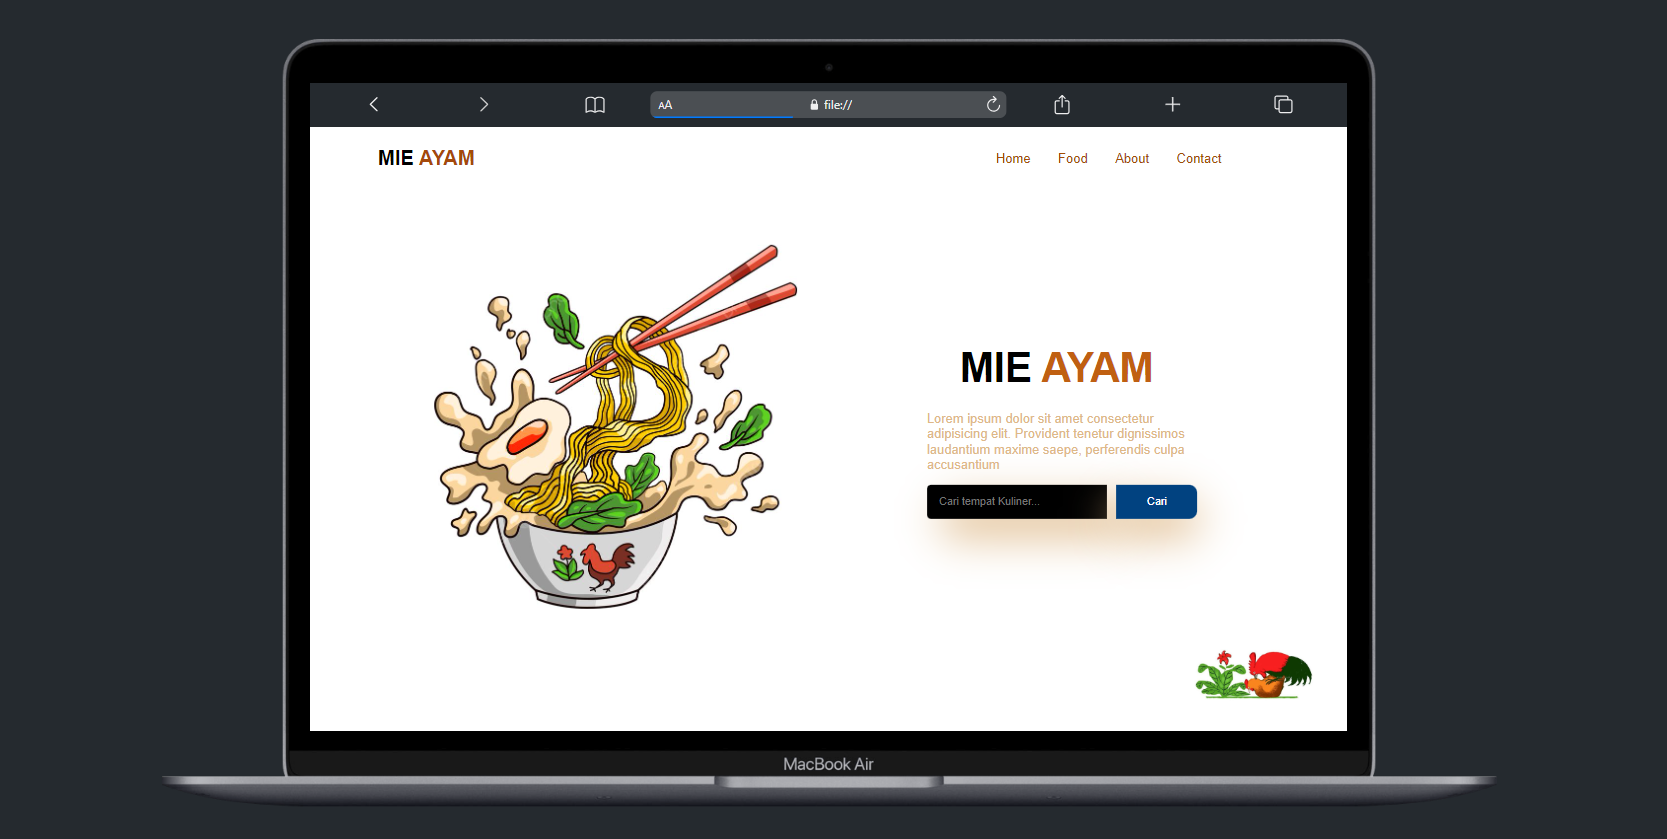 AA file://
MIE AYAM
Home Food About Contact
MIE AYAM
Lorem ipsum dolor sit amet consectetur
adipisicing elit. Provident tenetur dignissimos
laudantium maxime saepe, perferendis culpa
accusantium
Cari tempat Kuliner... Cari
MacBook Air